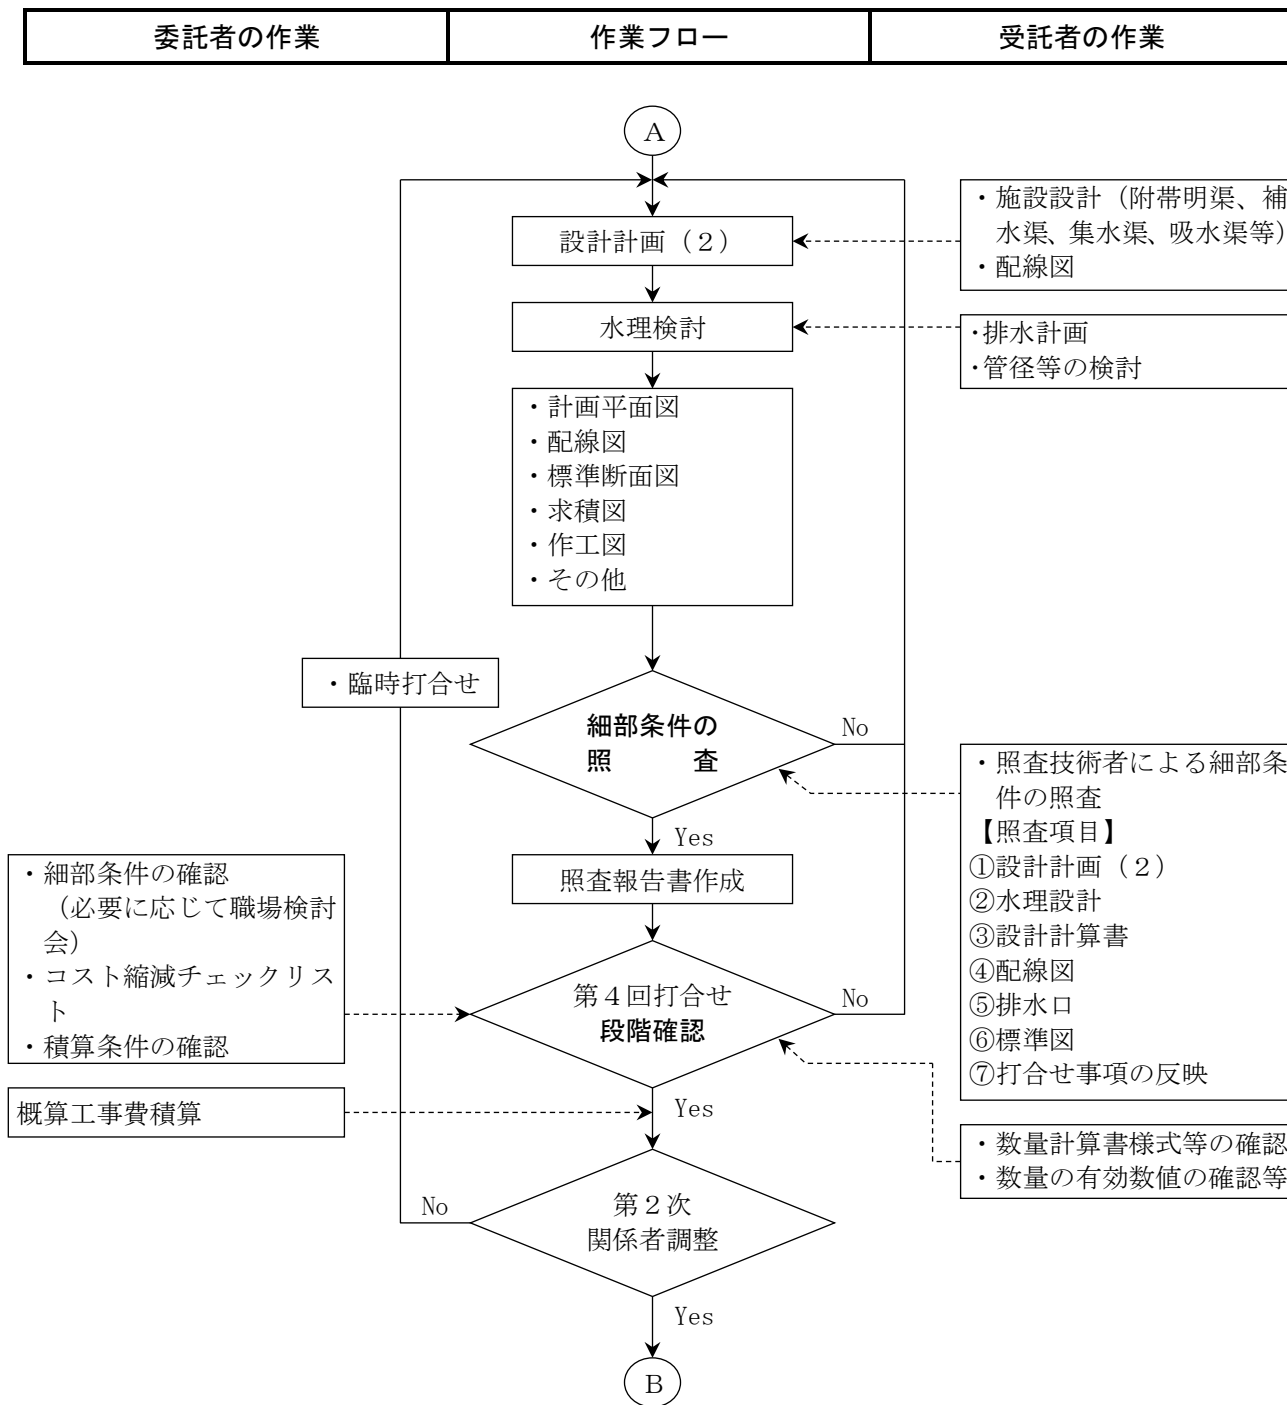 委託者の作業
作業フロー
受託者の作業
A
・施設設計（附帯明渠、補
水渠、集水渠、吸水渠等）
・配線図
設計計画（２）
水理検討
・排水計画
・管径等の検討
・計画平面図
・配線図
・標準断面図
・求積図
・作工図
・その他
・臨時打合せ
細部条件の
照　　　査
No
Yes
・照査技術者による細部条
件の照査
【照査項目】
①設計計画（２）
②水理設計
③設計計算書
④配線図
⑤排水口
⑥標準図
⑦打合せ事項の反映
照査報告書作成
・細部条件の確認
（必要に応じて職場検討
会）
・コスト縮減チェックリス
ト
・積算条件の確認
第４回打合せ
段階確認
No
Yes
概算工事費積算
・数量計算書様式等の確認
・数量の有効数値の確認等
第２次
関係者調整
No
Yes
B